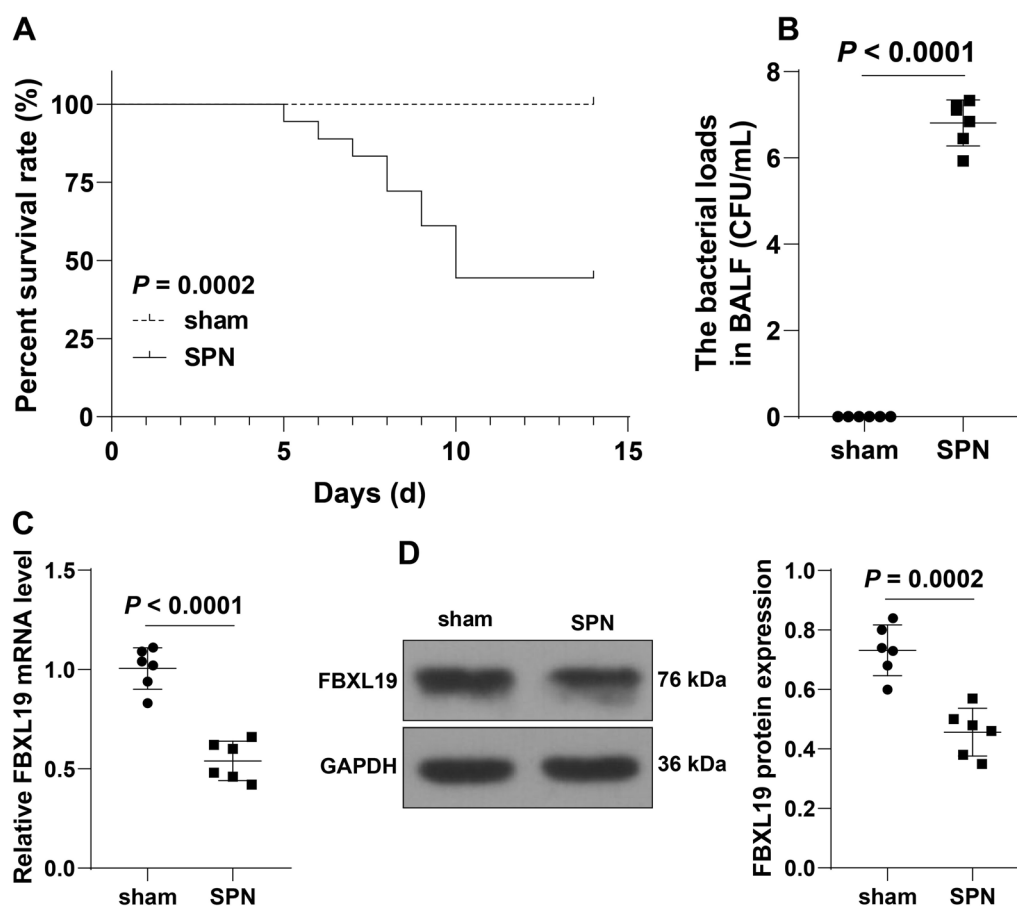 A
Percent survival rate (%)
100
75
50
25
0
P = 0.0002
sham
SPN
0
5
10
15
Days (d)
B
P < 0.0001
The bacterial loads
in BALF (CFU/mL)
8
6
4
2
0
sham
SPN
C
Relative FBXL19 mRNA level
1.5
1.0
0.5
0.0
P < 0.0001
sham
SPN
D
sham
SPN
FBXL19
76 kDa
GAPDH
36 kDa
FBXL19 protein expression
1.0
0.8
0.6
0.4
0.2
0.0
P = 0.0002
sham
SPN